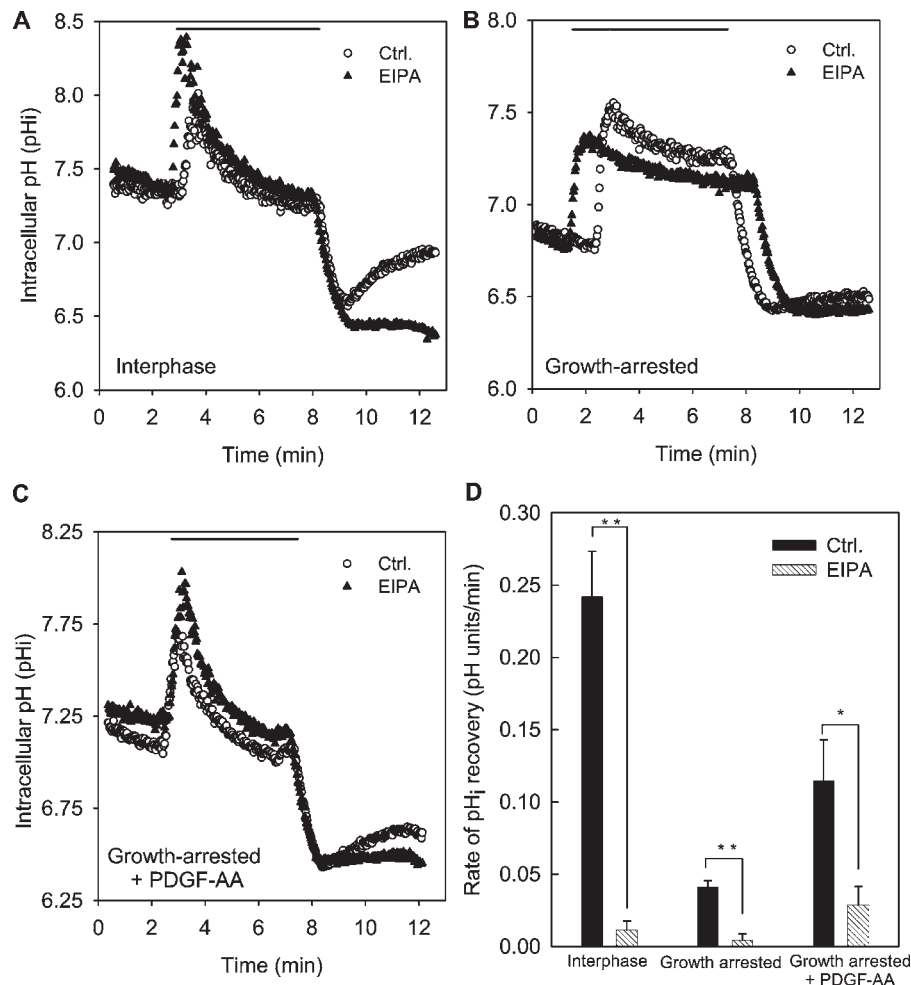 A
8.5
8.0
7.5
7.0
6.5
6.0
Intracellular pH (pHi)
Ctrl.
EIPA
Interphase
0 2 4 6 8 10 12
Time (min)
B
8.0
7.5
7.0
6.5
6.0
Ctrl.
EIPA
Growth-arrested
0 2 4 6 8 10 12
Time (min)
C
8.25
7.75
7.25
6.75
6.25
Intracellular pH (pHi)
Ctrl.
EIPA
Growth-arrested
+ PDGF-AA
0 2 4 6 8 10 12
Time (min)
D
0.30
0.25
0.20
0.15
0.10
0.05
0.00
Rate of pHi recovery (pH units/min)
Ctrl.
EIPA
* *
* *
*
Interphase
Growth arrested
Growth arrested
+ PDGF-AA